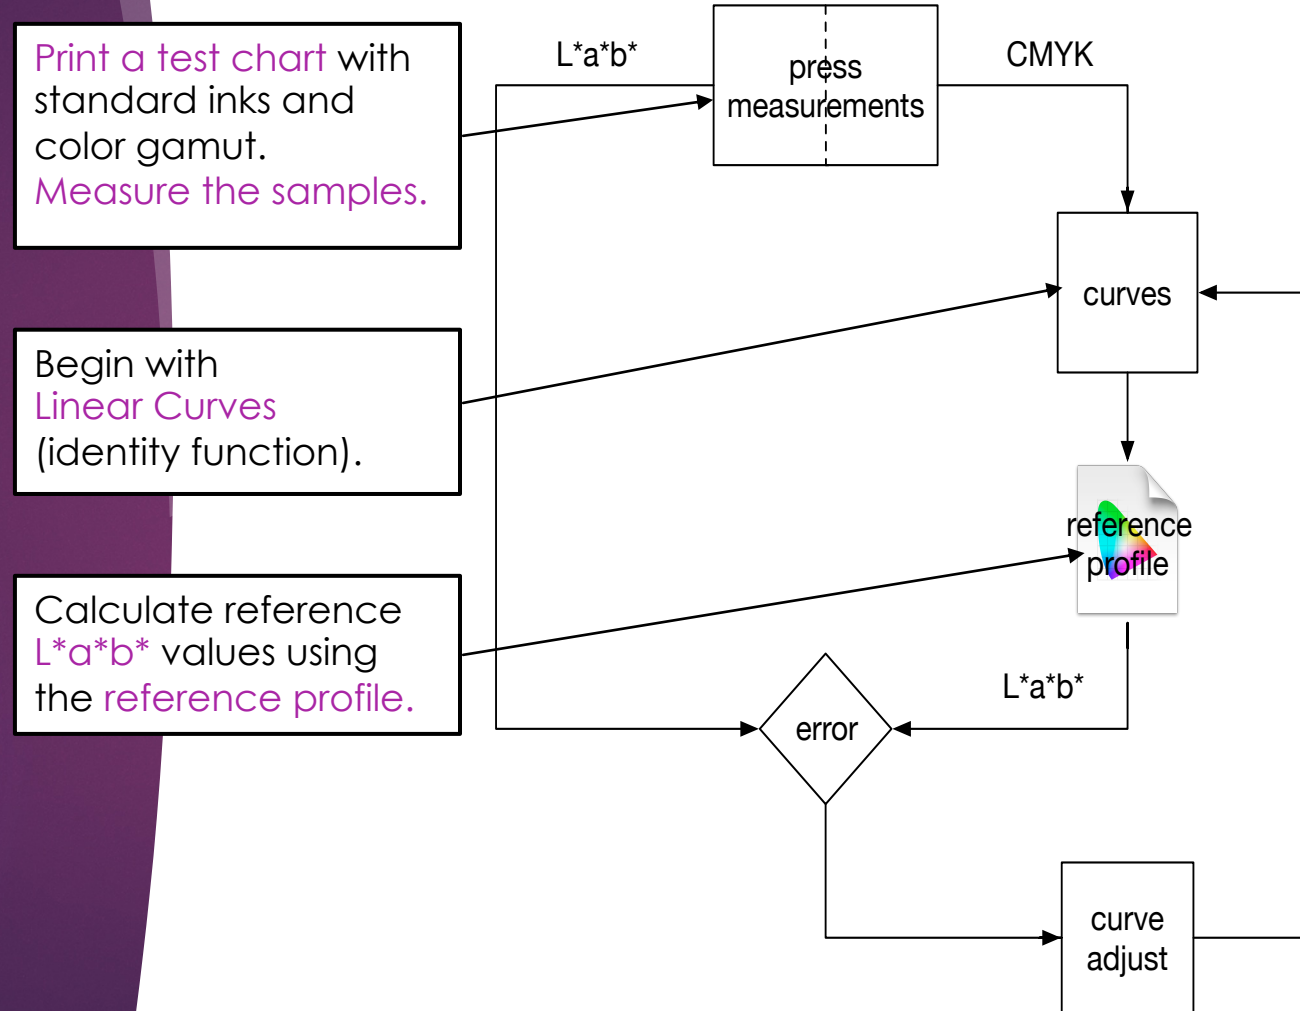 Print a test chart with
standard inks and
color gamut.
Measure the samples.
Begin with
Linear Curves
(identity function).
Calculate reference
L*a*b* values using
the reference profile.
L*a*b*
press
measurements
CMYK
curves
reference
profile
L*a*b*
error
curve
adjust